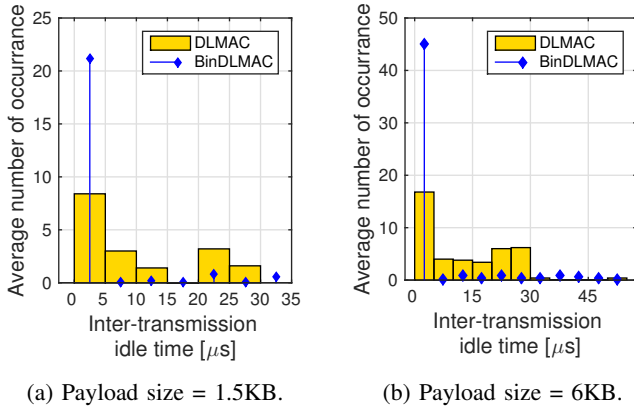 25
20
15
10
5
0
0 5 10 15 20 25 30 35
Average number of occurrance
Inter-transmission
idle time [μs]
DLMAC
BinDLMAC
(a) Payload size = 1.5KB.
50
40
30
20
10
0
0 15 30 45
Average number of occurrance
Inter-transmission
idle time [μs]
DLMAC
BinDLMAC
(b) Payload size = 6KB.